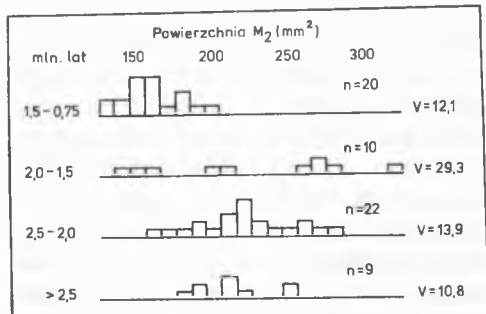 Powierzchnia M₂ (mm²)
mln. lat 150 200 250 300
n=20
1,5-0,75 V=12,1
n=10
2,0-1,5 V=29,3
n=22
2,5-2,0 V=13,9
n=9
>2,5 V=10,8